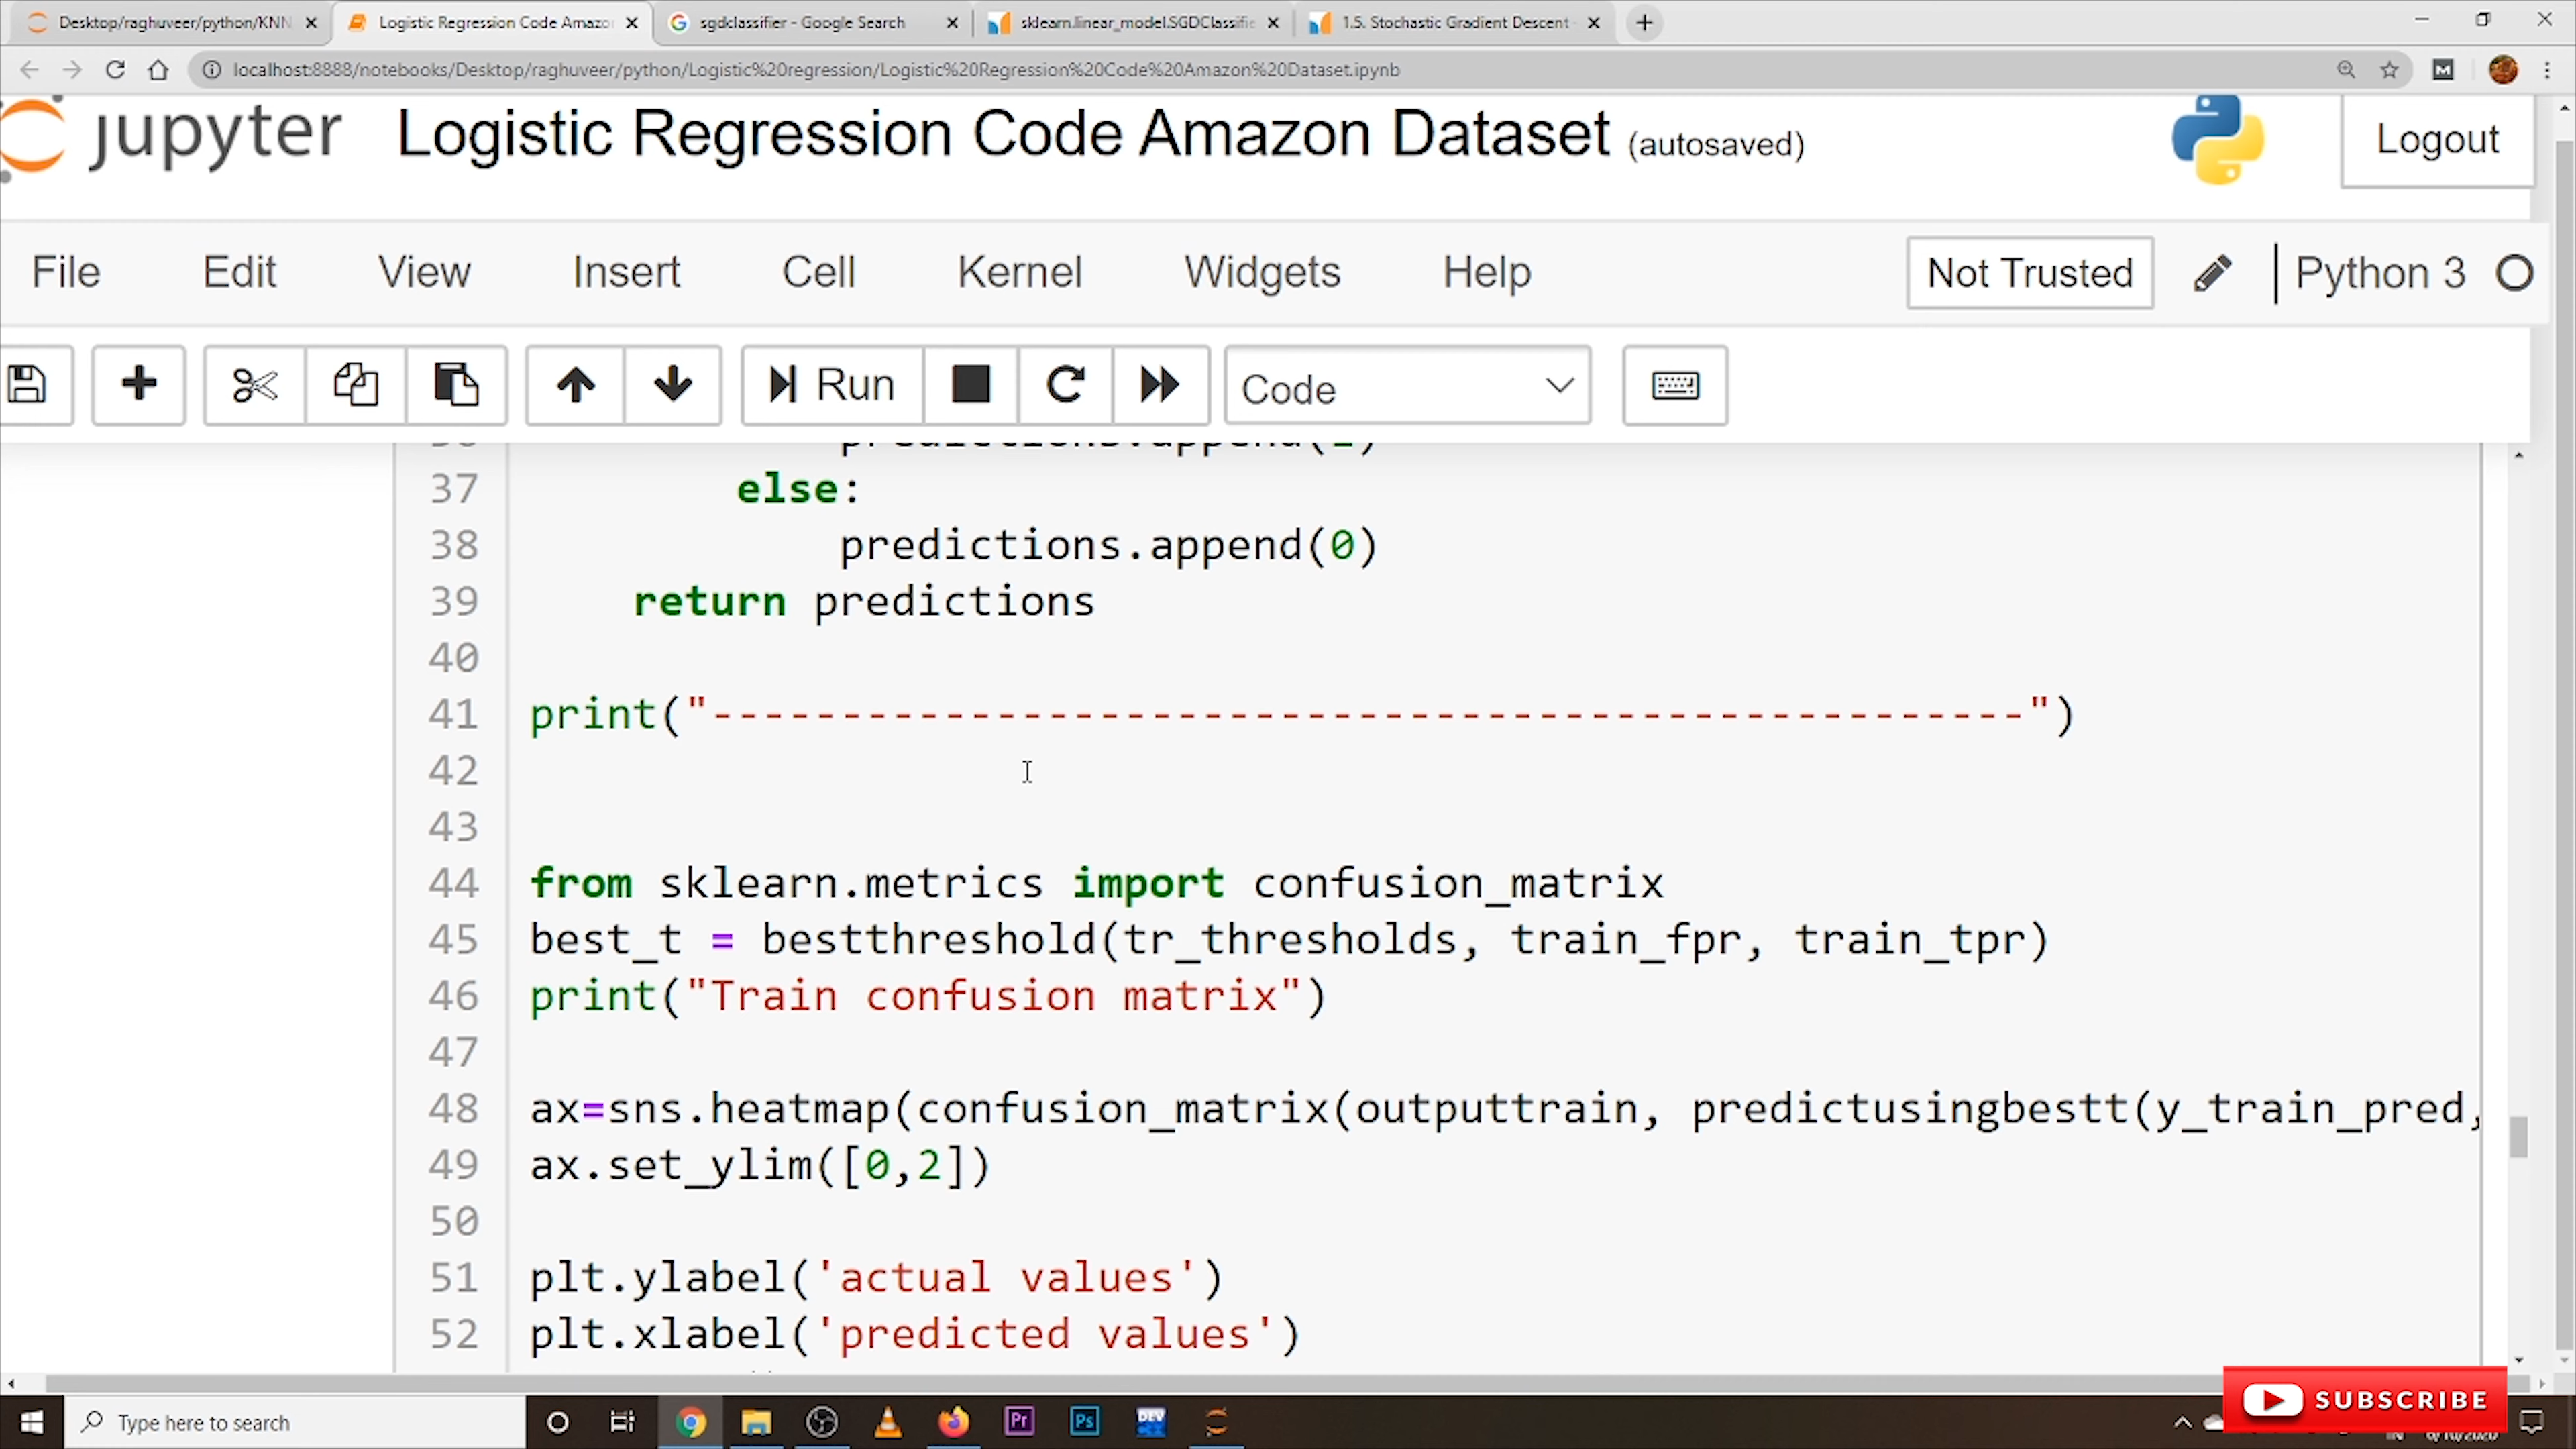 Desktop/raghuveer/python/KNN
Logistic Regression Code Amazo
sgdclassifier - Google Search
sklearn.linear_model.SGDClassifie
1.5. Stochastic Gradient Descent
localhost:8888/notebooks/Desktop/raghuveer/python/Logistic%20regression/Logistic%20Regression%20Code%20Amazon%20Dataset.ipynb
jupyter Logistic Regression Code Amazon Dataset (autosaved) Logout
File Edit View Insert Cell Kernel Widgets Help Not Trusted Python 3
Run Code
37 else:
38 predictions.append(0)
39 return predictions
40
41 print("---------------------------------------------------")
42
43
44 from sklearn.metrics import confusion_matrix
45 best_t = bestthreshold(tr_thresholds, train_fpr, train_tpr)
46 print("Train confusion matrix")
47
48 ax=sns.heatmap(confusion_matrix(outputtrain, predictusingbestt(y_train_pred,
49 ax.set_ylim([0,2])
50
51 plt.ylabel('actual values')
52 plt.xlabel('predicted values')
SUBSCRIBE
Type here to search
Pr
Ps
DEV